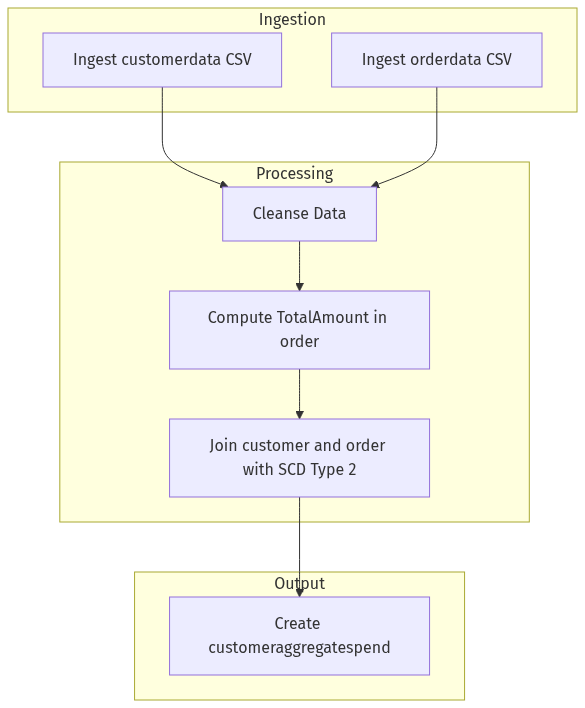 Ingestion
Ingest customerdata CSV
Ingest orderdata CSV
Processing
Cleanse Data
Compute TotalAmount in
order
Join customer and order
with SCD Type 2
Output
Create
customeraggregatespend